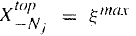 X^{top}_{-N_j} = ξ^{max}